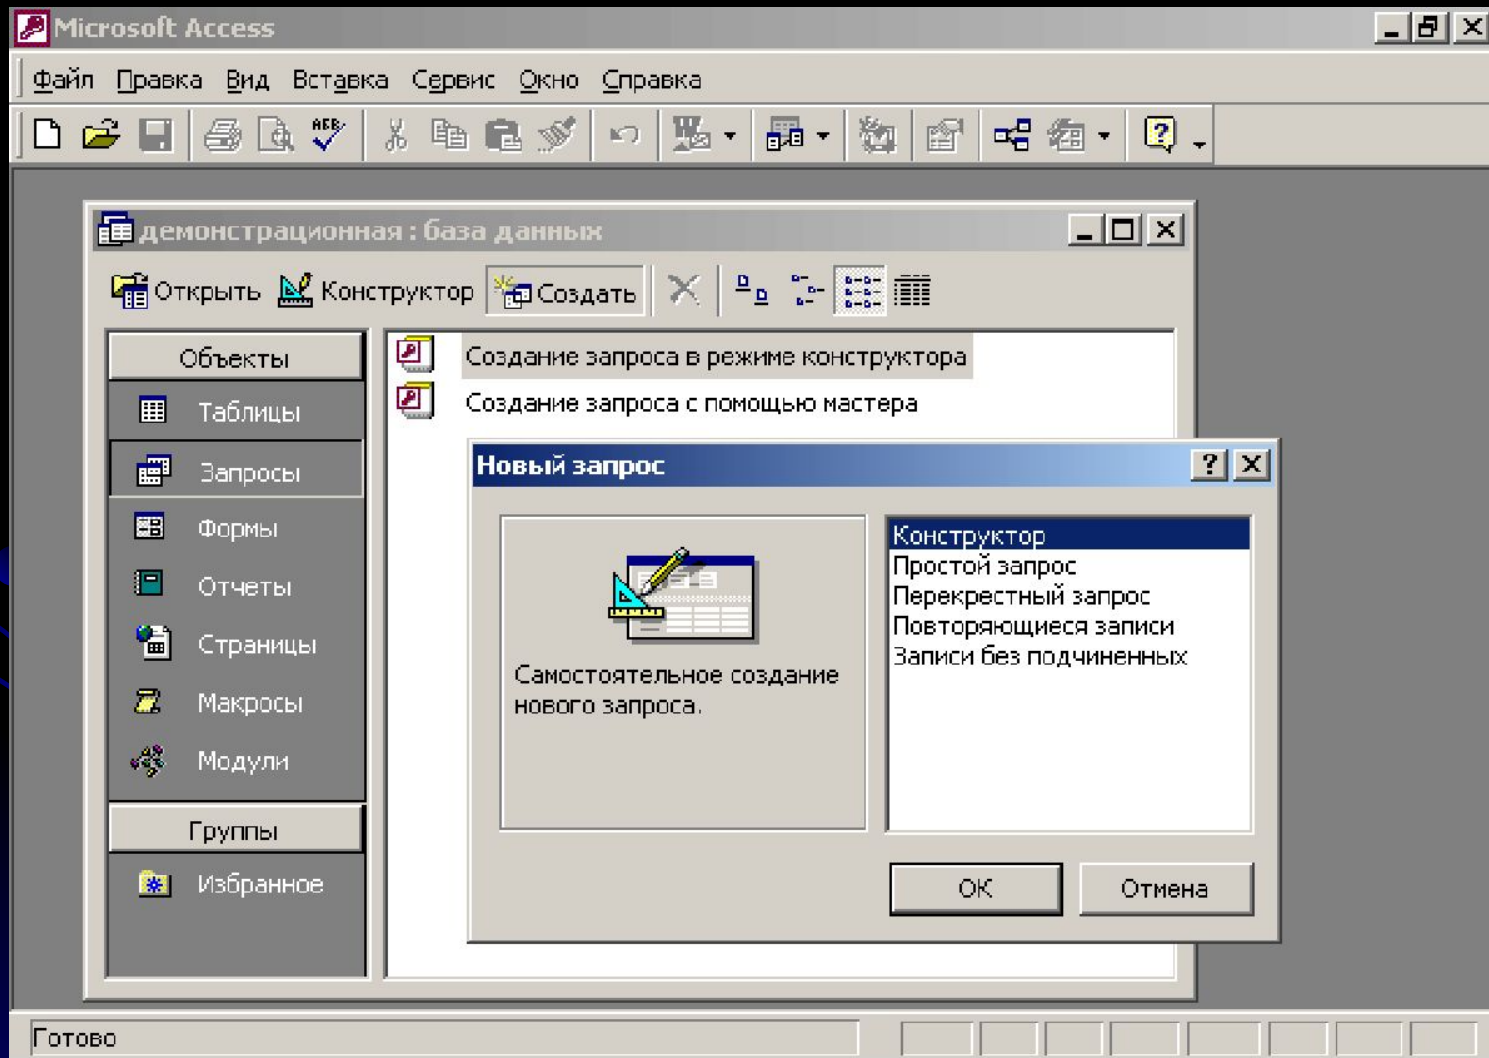 Microsoft Access
Файл Правка Вид Вставка Сервис Окно Справка
АБВ
демонстрационная : база данных
Открыть Конструктор Создать
Объекты
Таблицы
Запросы
Формы
Отчеты
Страницы
Макросы
Модули
Группы
Избранное
Создание запроса в режиме конструктора
Создание запроса с помощью мастера
Новый запрос
Самостоятельное создание
нового запроса.
Конструктор
Простой запрос
Перекрестный запрос
Повторяющиеся записи
Записи без подчиненных
ОК Отмена
Готово